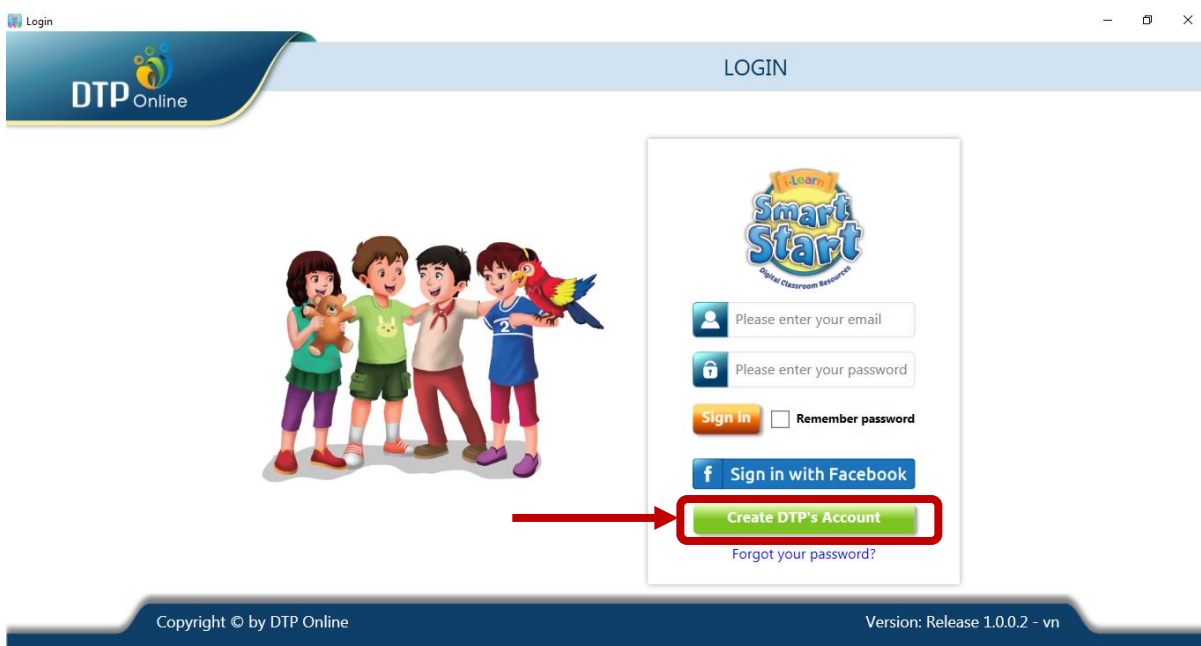 Login
DTP Online
LOGIN
i-Learn
Smart
Start
Digital Classroom Resources
Please enter your email
Please enter your password
Sign in
Remember password
f Sign in with Facebook
Create DTP's Account
Forgot your password?
2
Copyright © by DTP Online
Version: Release 1.0.0.2 - vn